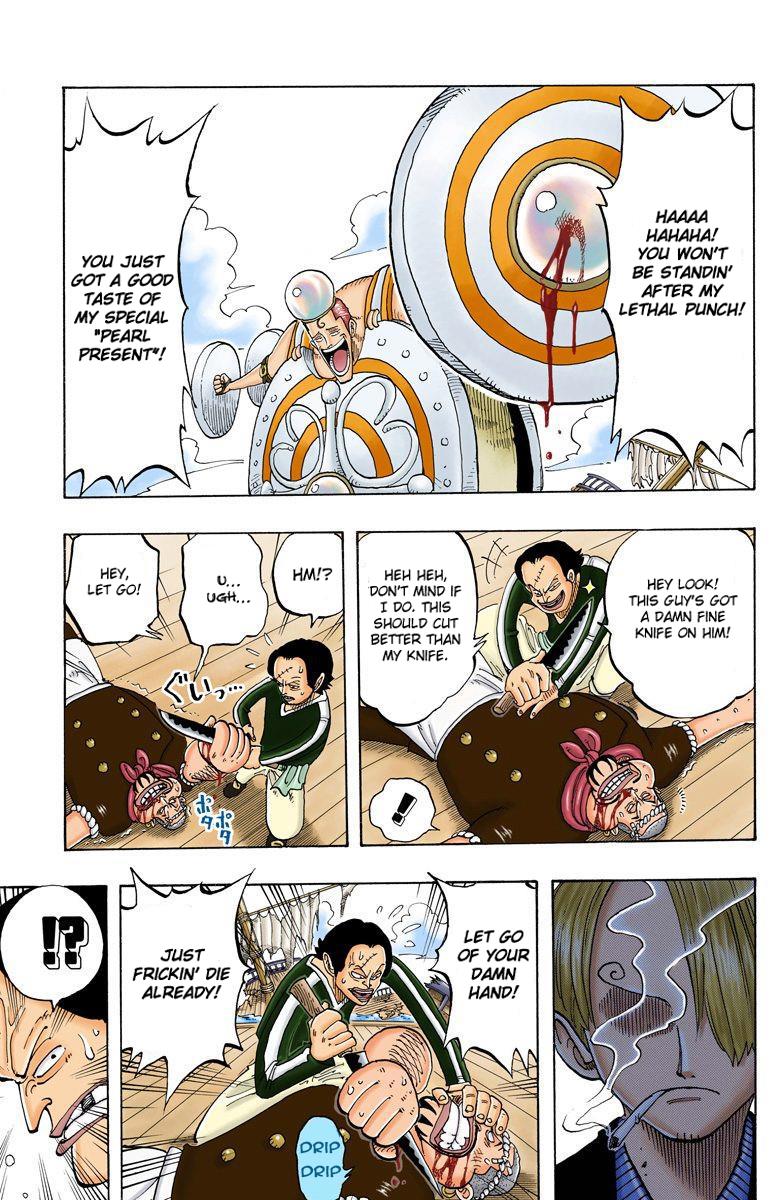 HAAAA
HAHAHA!
YOU WON'T
BE STANDIN'
AFTER MY
LETHAL PUNCH!
YOU JUST
GOT A GOOD
TASTE OF
MY SPECIAL
"PEARL
PRESENT"!
HEY LOOK!
THIS GUY'S GOT
A DAMN FINE
KNIFE ON HIM!
HEH HEH,
DON'T MIND IF
I DO. THIS
SHOULD CUT
BETTER THAN
MY KNIFE.
!
HM!?
U...
UGH...
HEY,
LET GO!
ぐいっ...
ポタ
ポタ
LET GO
OF YOUR
DAMN
HAND!
JUST
FRICKIN' DIE
ALREADY!
DRIP
DRIP
!?